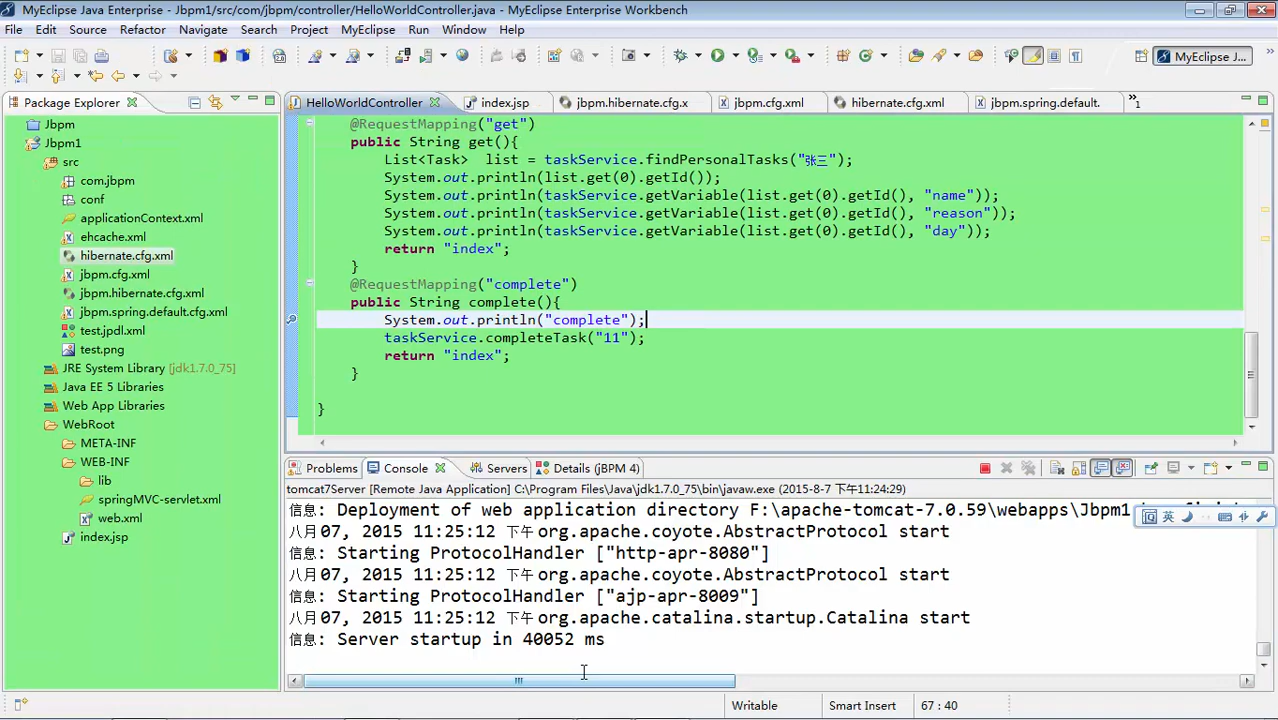 MyEclipse Java Enterprise - Jbpm1/src/com/jbpm/controller/HelloWorldController.java - MyEclipse Enterprise Workbench
File Edit Source Refactor Navigate Search Project MyEclipse Run Window Help
MyEclipse J...
Package Explorer
HelloWorldController index.jsp jbpm.hibernate.cfg.x jbpm.cfg.xml hibernate.cfg.xml jbpm.spring.default. »1
Jbpm
Jbpm1
src
com.jbpm
conf
applicationContext.xml
ehcache.xml
hibernate.cfg.xml
jbpm.cfg.xml
jbpm.hibernate.cfg.xml
jbpm.spring.default.cfg.xml
test.jpdl.xml
test.png
JRE System Library [jdk1.7.0_75]
Java EE 5 Libraries
Web App Libraries
WebRoot
META-INF
WEB-INF
lib
springMVC-servlet.xml
web.xml
index.jsp
@RequestMapping("get")
public String get(){
List<Task> list = taskService.findPersonalTasks("张三");
System.out.println(list.get(0).getId());
System.out.println(taskService.getVariable(list.get(0).getId(), "name"));
System.out.println(taskService.getVariable(list.get(0).getId(), "reason"));
System.out.println(taskService.getVariable(list.get(0).getId(), "day"));
return "index";
}
@RequestMapping("complete")
public String complete(){
System.out.println("complete");
taskService.completeTask("11");
return "index";
}
}
Problems Console Servers Details (jBPM 4)
tomcat7Server [Remote Java Application] C:\Program Files\Java\jdk1.7.0_75\bin\javaw.exe (2015-8-7 下午11:24:29)
信息: Deployment of web application directory F:\apache-tomcat-7.0.59\webapps\Jbpm1
八月07, 2015 11:25:12 下午 org.apache.coyote.AbstractProtocol start
信息: Starting ProtocolHandler ["http-apr-8080"]
八月07, 2015 11:25:12 下午 org.apache.coyote.AbstractProtocol start
信息: Starting ProtocolHandler ["ajp-apr-8009"]
八月07, 2015 11:25:12 下午 org.apache.catalina.startup.Catalina start
信息: Server startup in 40052 ms
英
Writable Smart Insert 67 : 40